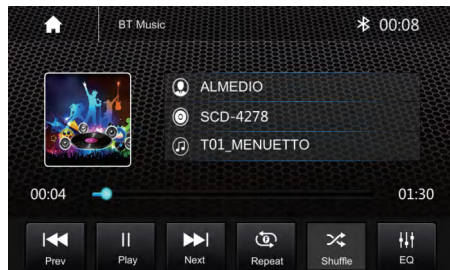 BT Music
00:08
ALMEDIO
SCD-4278
T01_MENUETTO
00:04
01:30
Prev
Play
Next
Repeat
Shuffle
EQ